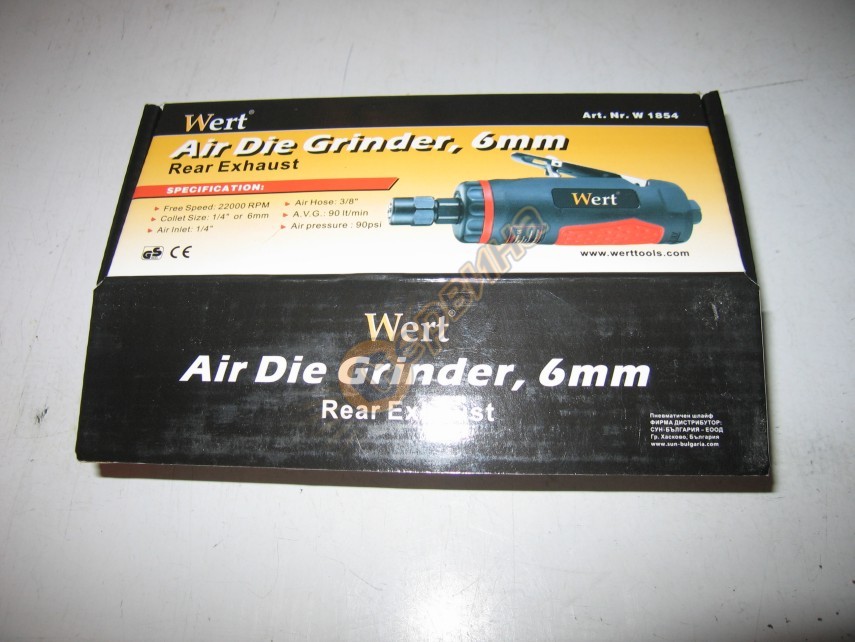 Wert®
Art. Nr. W 1854
Air Die Grinder, 6mm
Rear Exhaust
SPECIFICATION:
Free Speed: 22000 RPM
Collet Size: 1/4" or 6mm
Air Inlet: 1/4"
Air Hose: 3/8"
A.V.G.: 90 lt/min
Air pressure : 90psi
Wert®
www.werttools.com
GS CE
СЕРВИНО
Wert®
Air Die Grinder, 6mm
Rear Exhaust
Пневматичен шлайф
ФИРМА ДИСТРИБУТОР:
СУН-БЪЛГАРИЯ – ЕООД
Гр. Хасково, България
www.sun-bulgaria.com